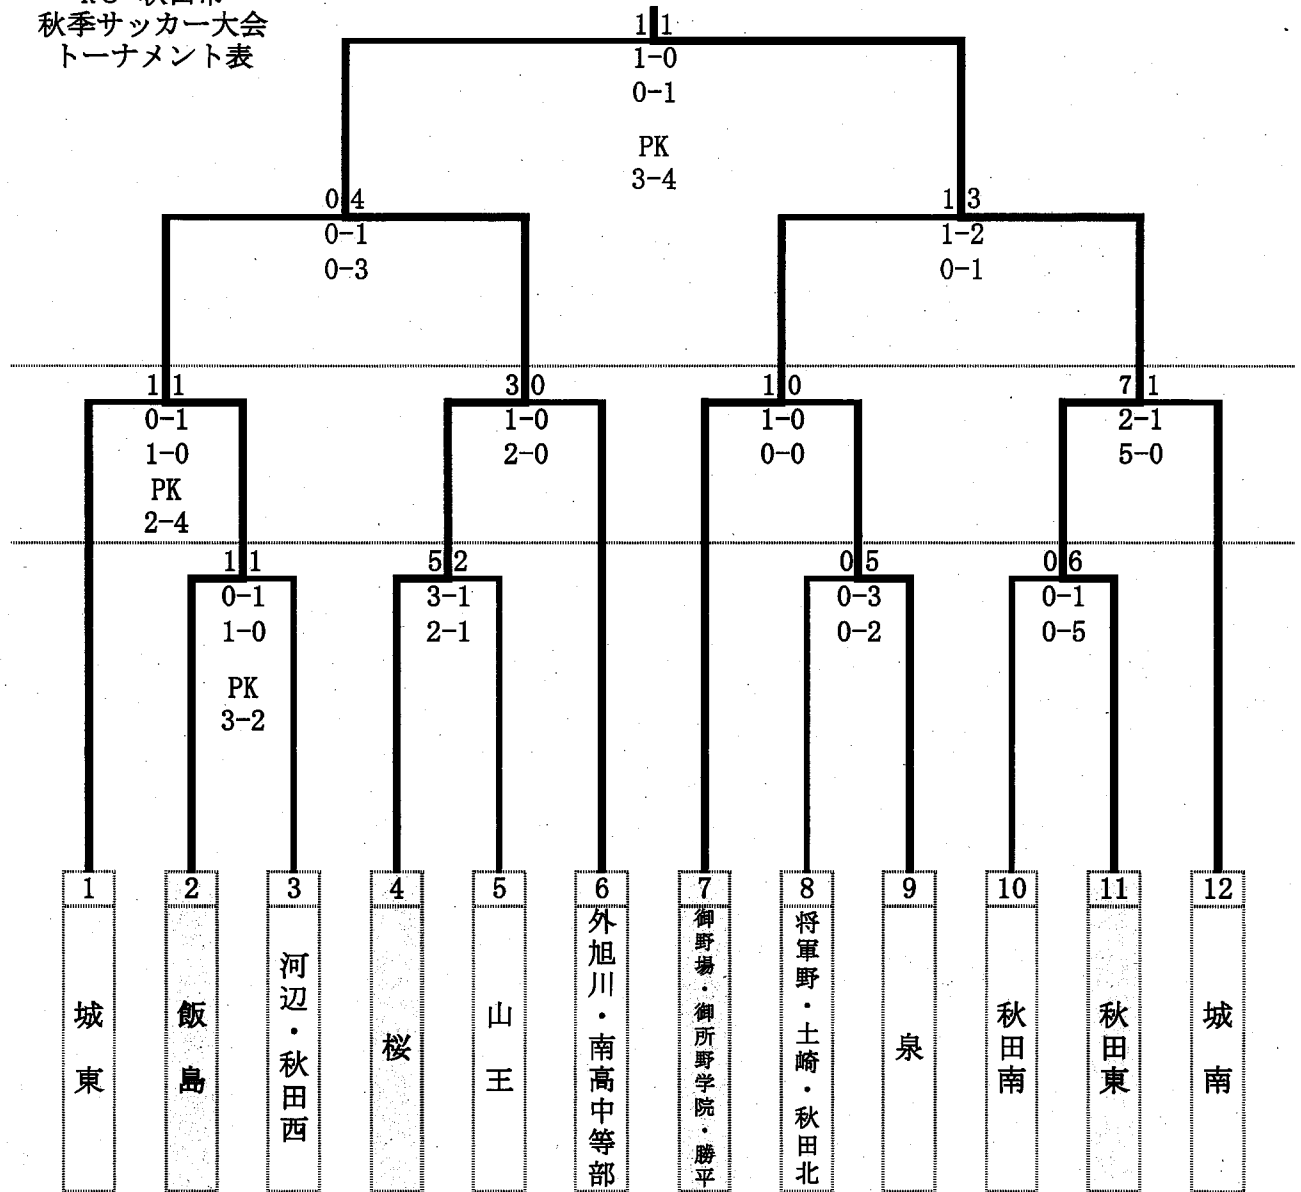 秋季サッカー大会
トーナメント表
1 1
1-0
0-1
PK
3-4
0 4
0-1
0-3
1 3
1-2
0-1
1 1
0-1
1-0
PK
2-4
3 0
1-0
2-0
1 0
1-0
0-0
7 1
2-1
5-0
1 1
0-1
1-0
PK
3-2
5 2
3-1
2-1
0 5
0-3
0-2
0 6
0-1
0-5
1
2
3
4
5
6
7
8
9
10
11
12
城東
飯島
河辺・秋田西
桜
山王
外旭川・南高中等部
御野場・御所野学院・勝平
将軍野・土崎・秋田北
泉
秋田南
秋田東
城南